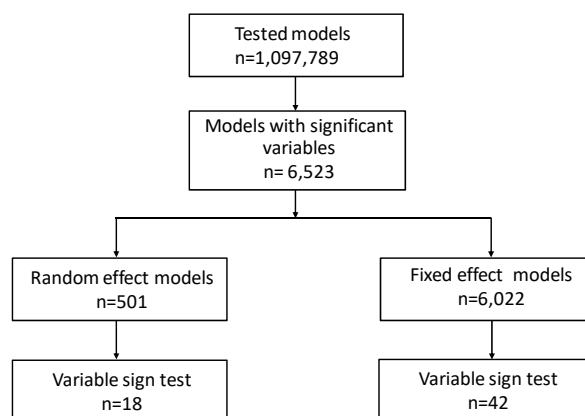 Tested models
n=1,097,789
Models with significant
variables
n= 6,523
Random effect models
n=501
Fixed effect models
n=6,022
Variable sign test
n=18
Variable sign test
n=42